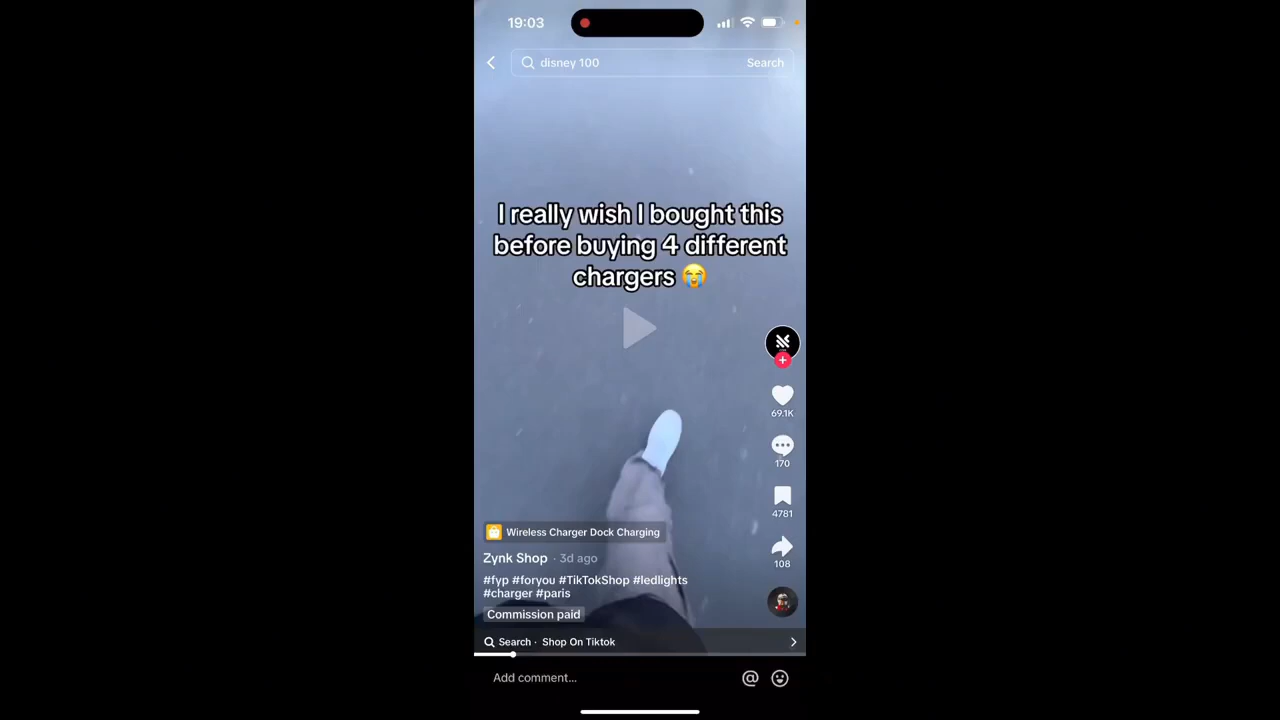 19:03
disney 100 Search
I really wish I bought this
before buying 4 different
chargers 😭
69.1K
170
4781
108
Wireless Charger Dock Charging
Zynk Shop · 3d ago
#fyp #foryou #TikTokShop #ledlights
#charger #paris
Commission paid
Search · Shop On Tiktok
Add comment...
@